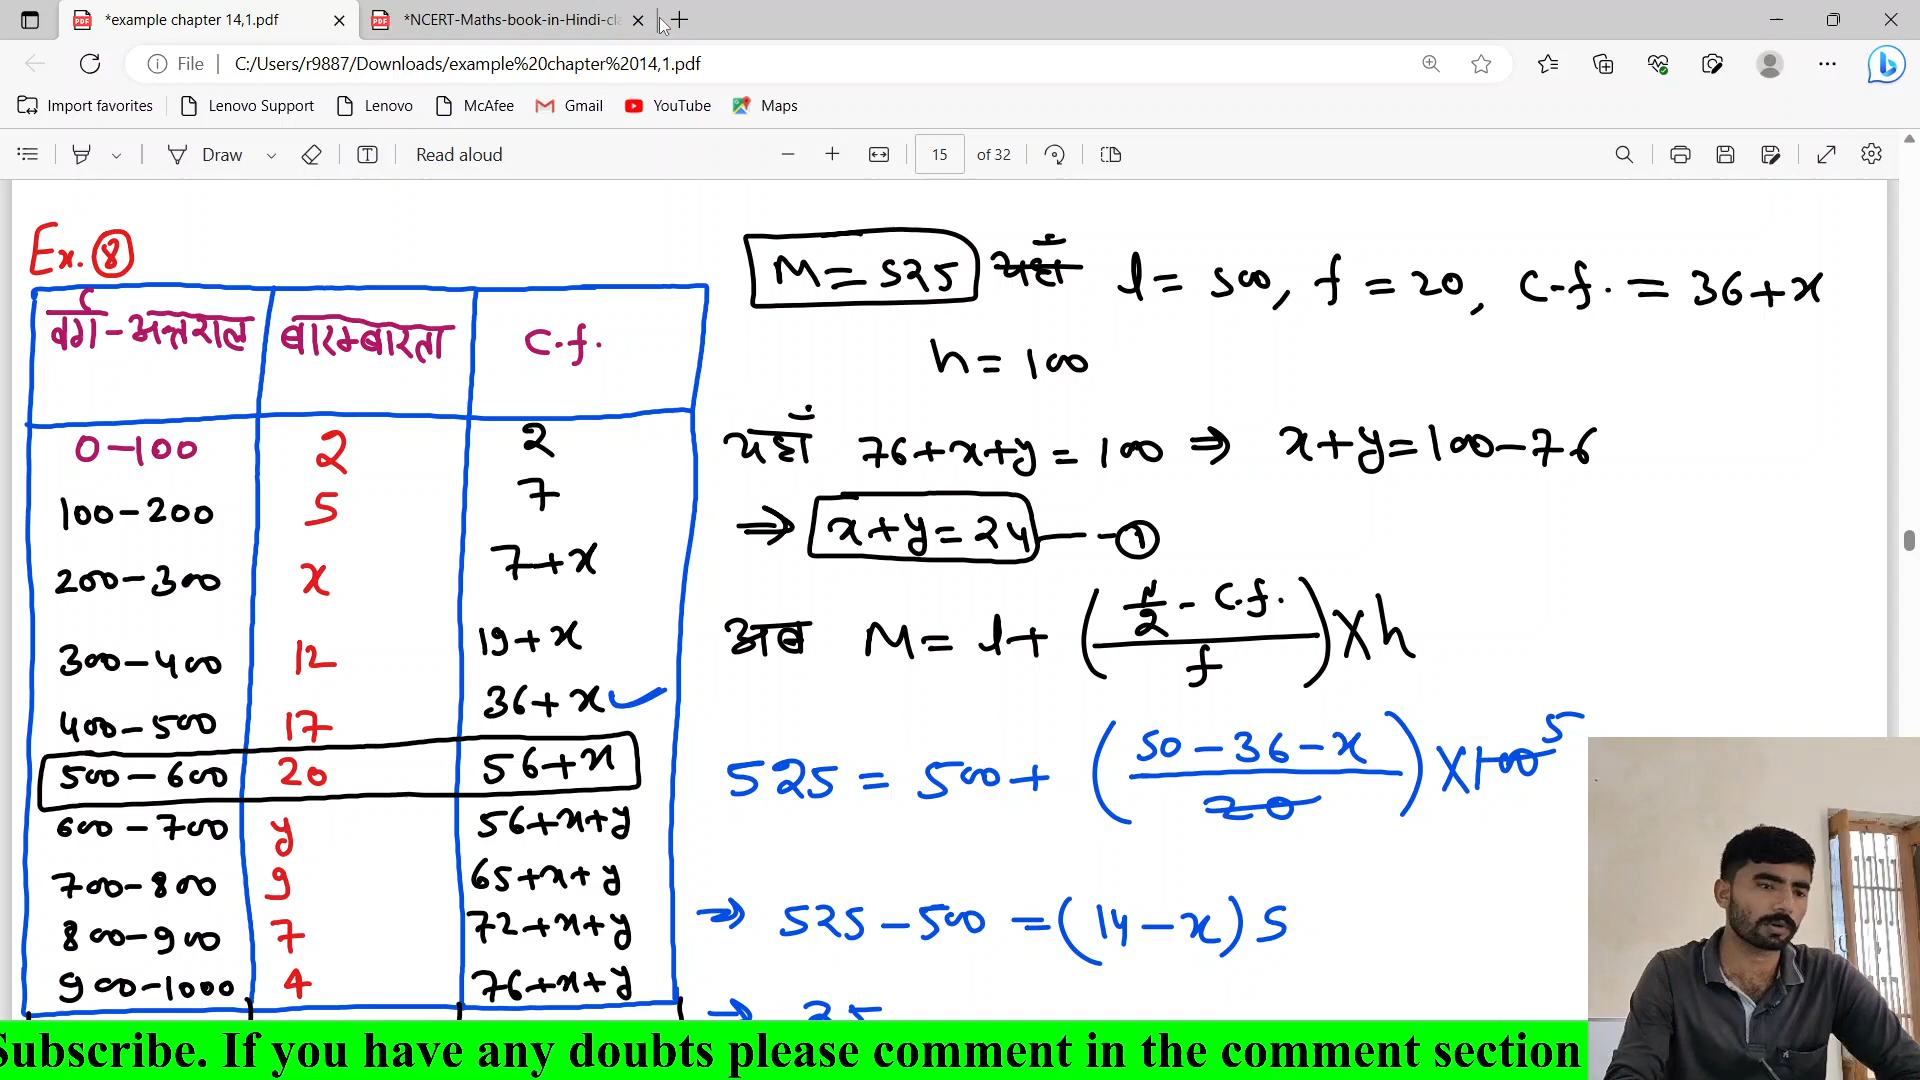 *example chapter 14,1.pdf
*NCERT-Maths-book-in-Hindi-cl
File
C:/Users/r9887/Downloads/example%20chapter%2014,1.pdf
Import favorites
Lenovo Support
Lenovo
McAfee
Gmail
YouTube
Maps
Draw
Read aloud
15 of 32
Ex. 8
वर्ग-अन्तराल बारम्बारता C.f.
0-100 2 2
100-200 5 7
200-300 x 7+x
300-400 12 19+x
400-500 17 36+x
500-600 20 56+x
600-700 y 56+x+y
700-800 9 65+x+y
800-900 7 72+x+y
900-1000 4 76+x+y
M = 525 यहाँ l = 500, f = 20, C.f. = 36+x
h = 100
यहाँ 76+x+y = 100 ⇒ x+y=100-76
⇒ x+y=24 --- ①
अब M = l + ( (N/2 - C.f.) / f ) × h
525 = 500 + ( (50-36-x) / 20 ) × 100 5
⇒ 525-500 = (14-x) 5
Subscribe. If you have any doubts please comment in the comment section